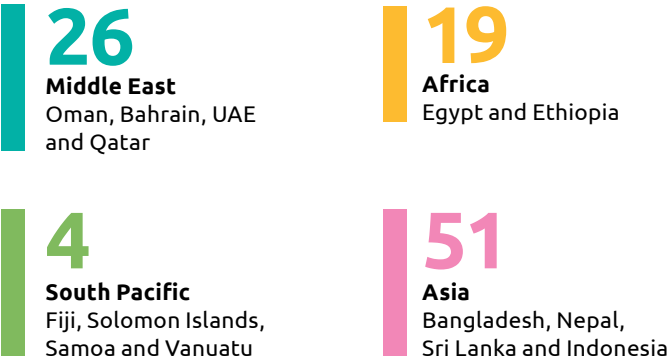 26
Middle East
Oman, Bahrain, UAE
and Qatar
19
Africa
Egypt and Ethiopia
4
South Pacific
Fiji, Solomon Islands,
Samoa and Vanuatu
51
Asia
Bangladesh, Nepal,
Sri Lanka and Indonesia